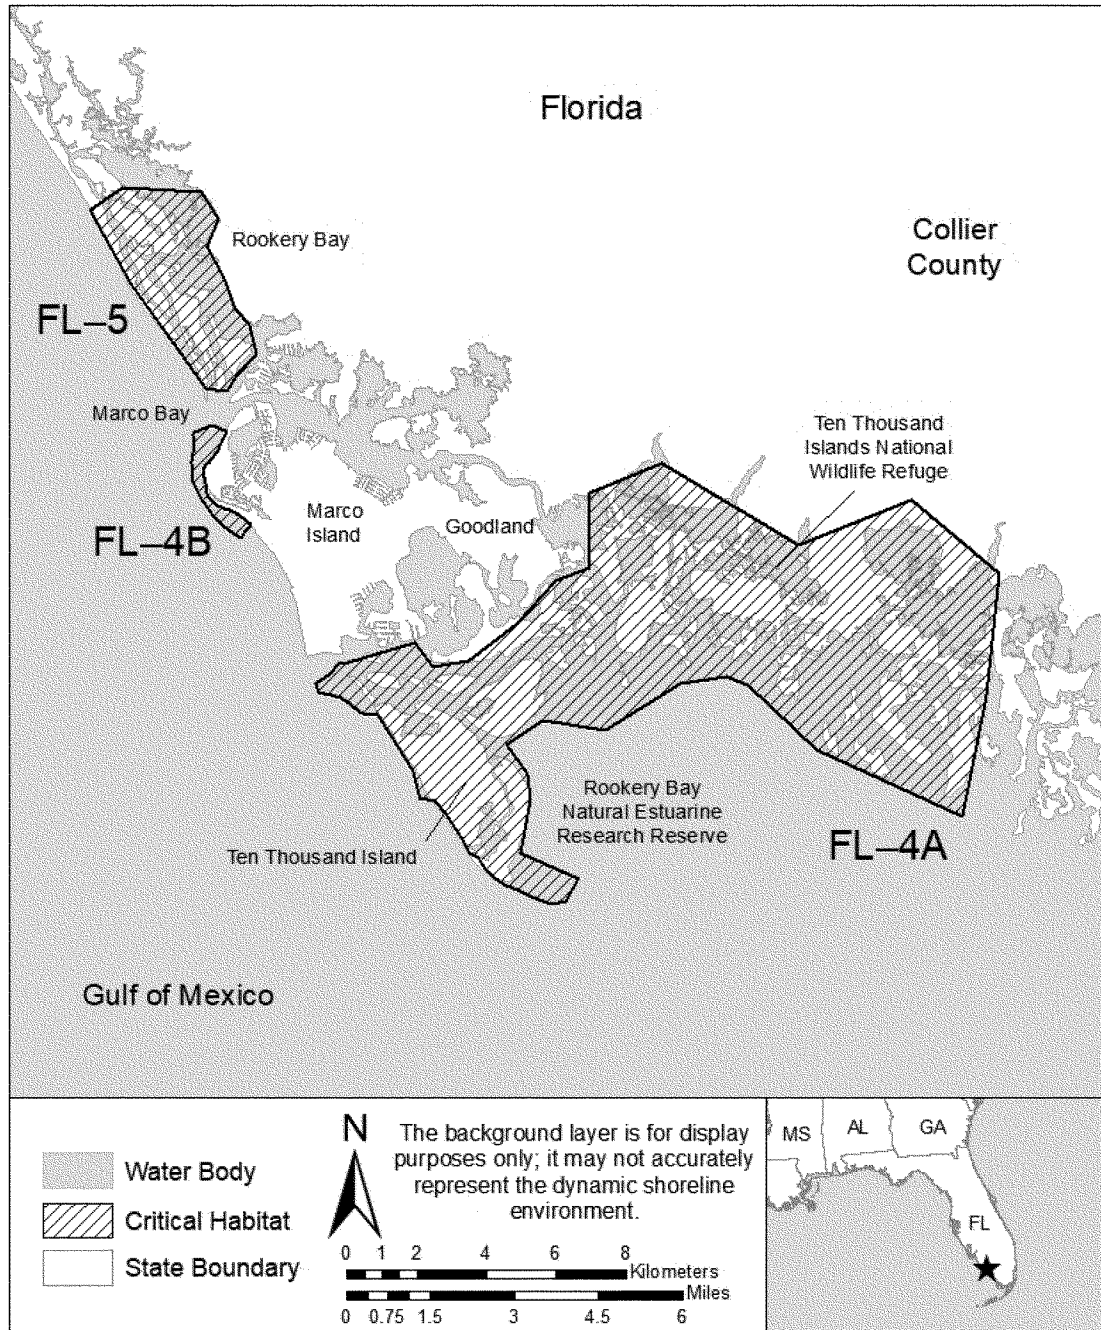 Florida
Collier
County
Rookery Bay
FL–5
Marco Bay
Ten Thousand
Islands National
Wildlife Refuge
FL–4B
Marco
Island
Goodland
Rookery Bay
Natural Estuarine
Research Reserve
FL–4A
Ten Thousand Island
Gulf of Mexico
Water Body
Critical Habitat
State Boundary
N
The background layer is for display
purposes only; it may not accurately
represent the dynamic shoreline
environment.
0 1 2 4 6 8
Kilometers
Miles
0 0.75 1.5 3 4.5 6
MS AL GA
FL